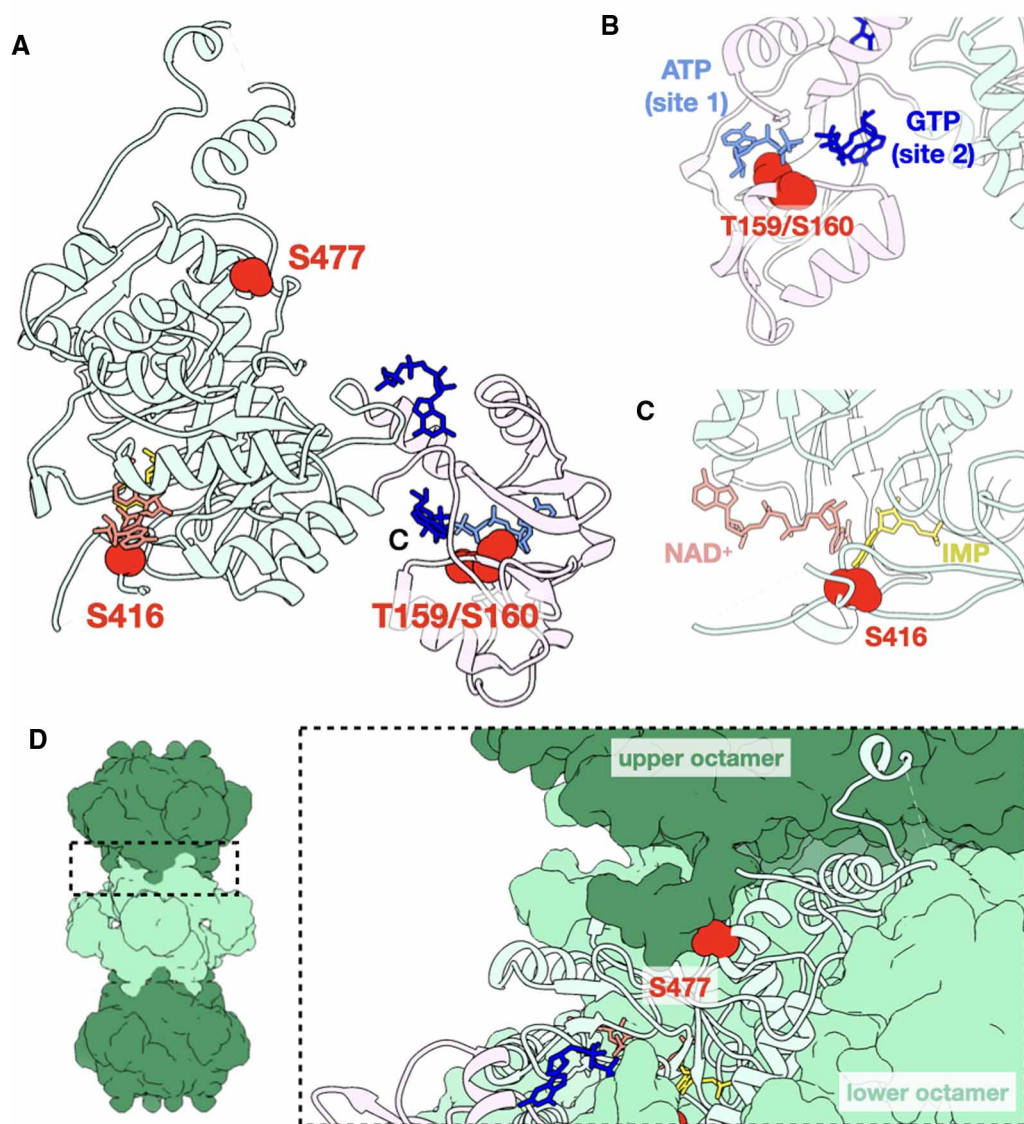 A
S477
C
S416
T159/S160
B
ATP
(site 1)
GTP
(site 2)
T159/S160
C
NAD⁺
IMP
S416
D
upper octamer
S477
lower octamer